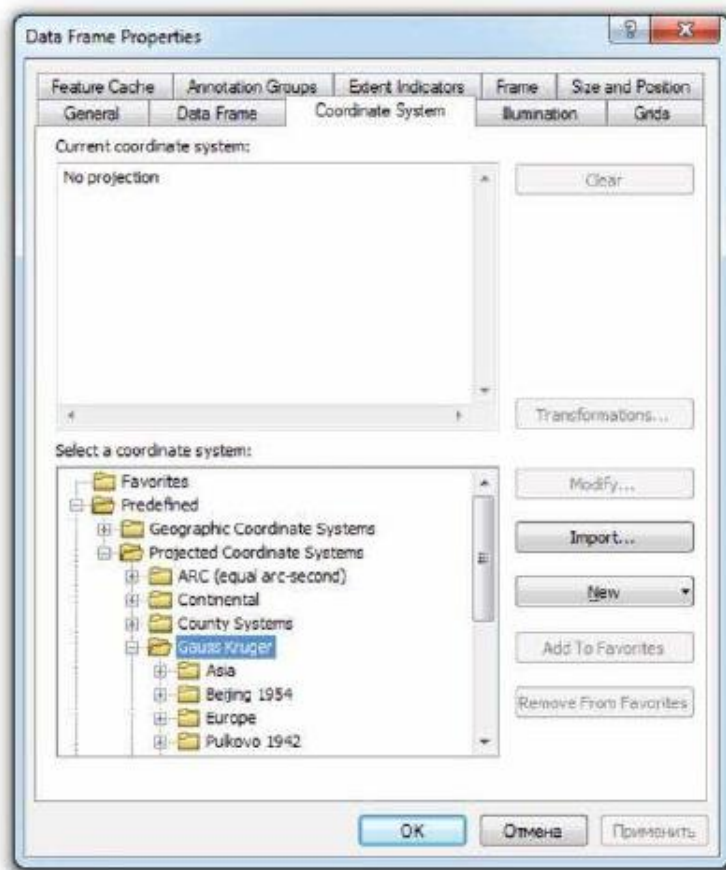 Data Frame Properties
Feature Cache Annotation Groups Extent Indicators Frame Size and Position
General Data Frame Coordinate System Illumination Grids
Current coordinate system:
No projection
Clear
Transformations...
Select a coordinate system:
Favorites
Predefined
Geographic Coordinate Systems
Projected Coordinate Systems
ARC (equal arc-second)
Continental
County Systems
Gauss Kruger
Asia
Beijing 1954
Europe
Pulkovo 1942
Modify...
Import...
New
Add To Favorites
Remove From Favorites
OK Отмена Применить